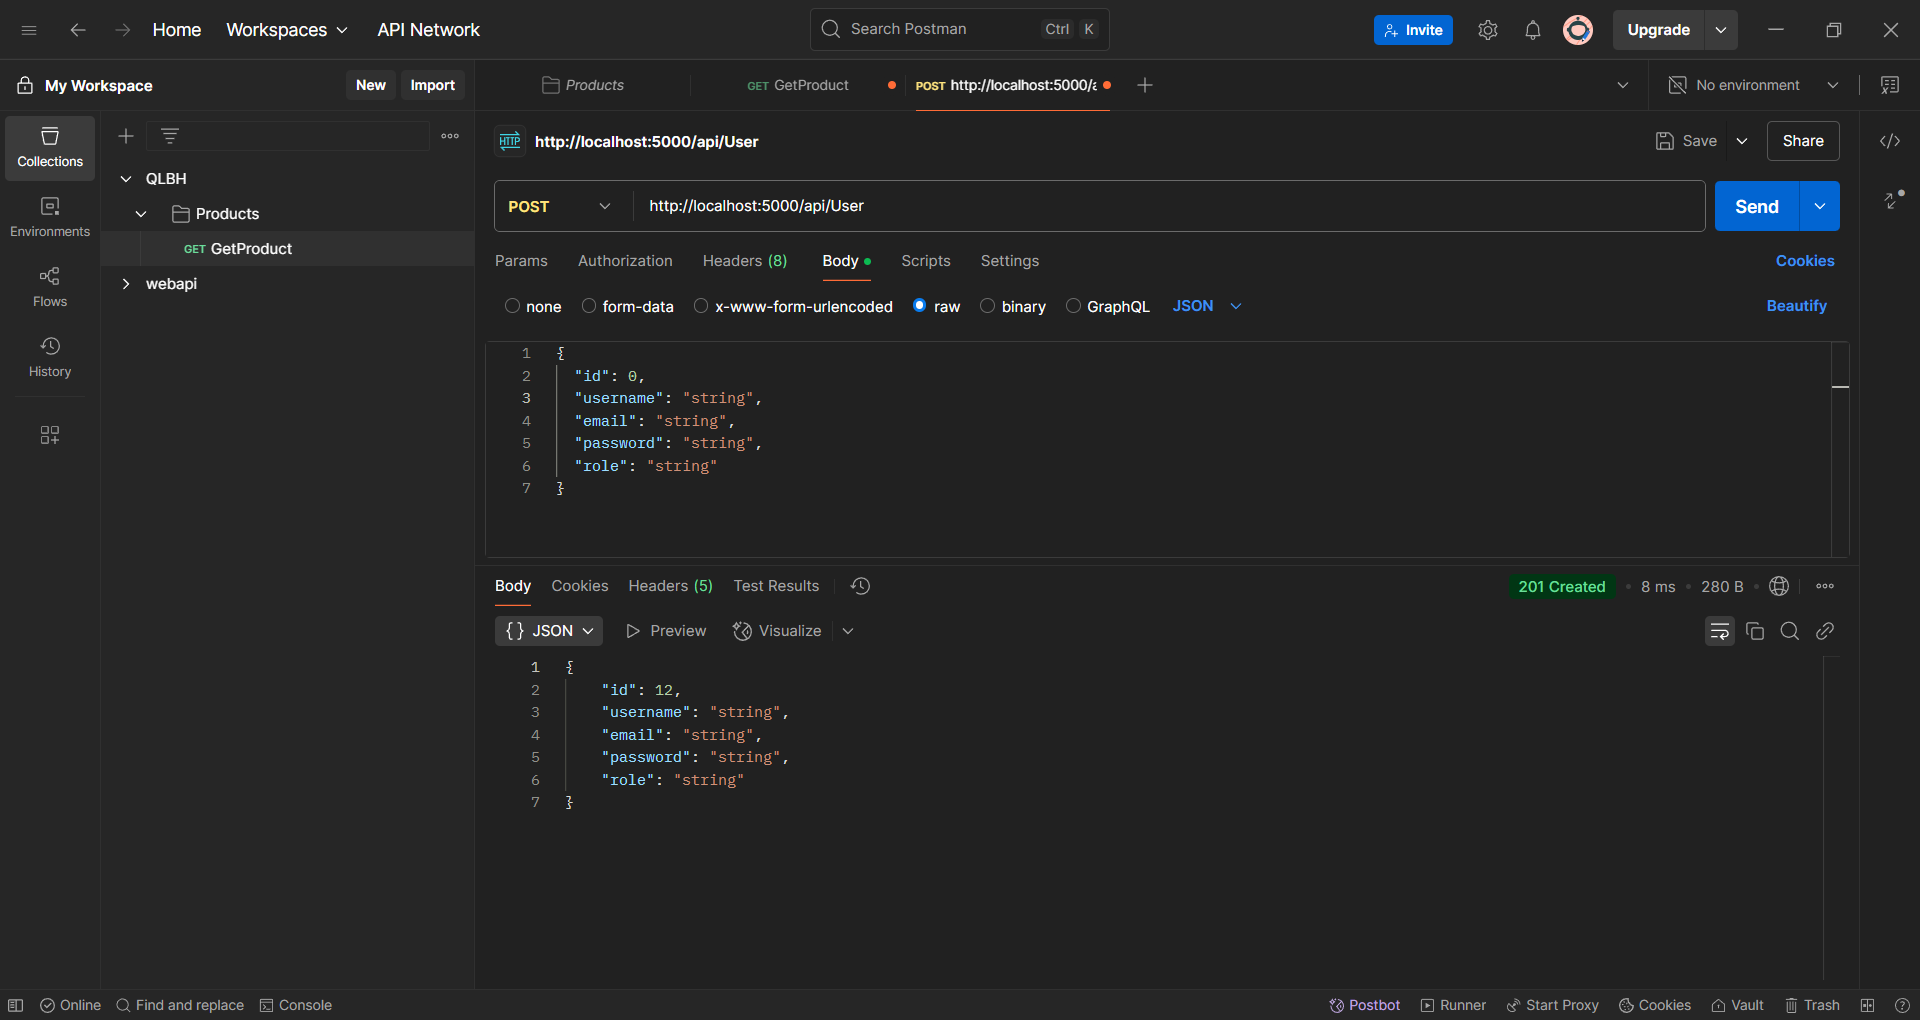 Home Workspaces API Network Search Postman Ctrl K Invite Upgrade
My Workspace New Import Products GET GetProduct POST http://localhost:5000/a No environment
Collections
Environments
Flows
History
QLBH
Products
GET GetProduct
webapi
HTTP http://localhost:5000/api/User Save Share
POST http://localhost:5000/api/User Send
Params Authorization Headers (8) Body Scripts Settings Cookies
none form-data x-www-form-urlencoded raw binary GraphQL JSON Beautify
1 {
2 "id": 0,
3 "username": "string",
4 "email": "string",
5 "password": "string",
6 "role": "string"
7 }
Body Cookies Headers (5) Test Results 201 Created 8 ms 280 B
{} JSON Preview Visualize
1 {
2 "id": 12,
3 "username": "string",
4 "email": "string",
5 "password": "string",
6 "role": "string"
7 }
Online Find and replace Console Postbot Runner Start Proxy Cookies Vault Trash